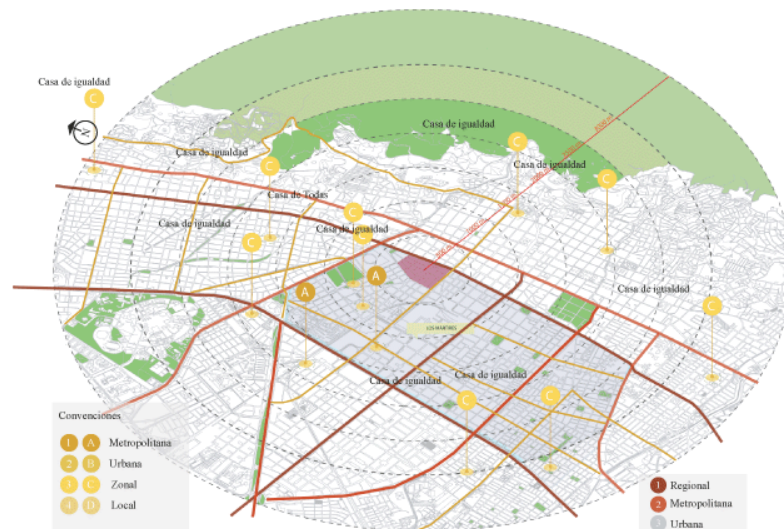 Casa de igualdad
C
N
Casa de igualdad
C
Casa de igualdad
C
Casa de igualdad
C
Casa de Todas
C
Casa de igualdad
C
Casa de igualdad
C
A
A
Casa de igualdad
C
LOS MÁRTIRES
Casa de igualdad
C
Casa de igualdad
C
Convenciones
1 A Metropolitana
2 B Urbana
3 C Zonal
4 D Local
1 Regional
2 Metropolitana
3 Urbana